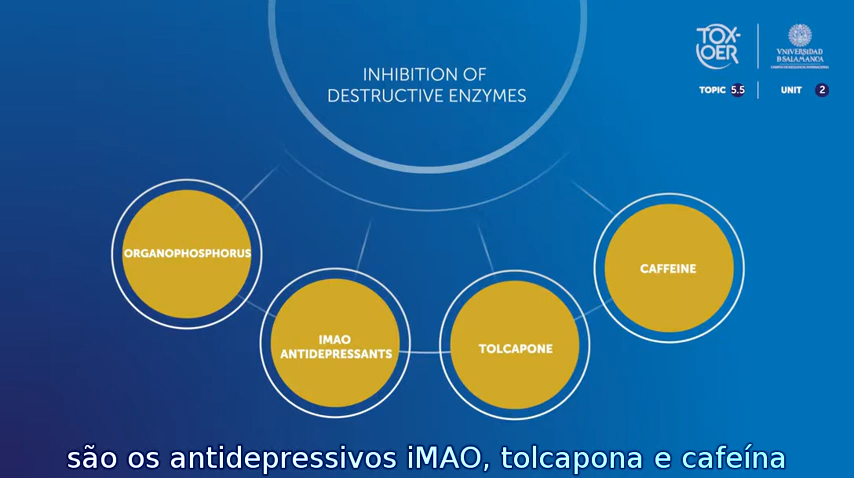 INHIBITION OF
DESTRUCTIVE ENZYMES
TOX-
OER
VNIVERSIDAD
D SALAMANCA
TOPIC 5.5
UNIT 2
ORGANOPHOSPHORUS
IMAO
ANTIDEPRESSANTS
TOLCAPONE
CAFFEINE
são os antidepressivos iMAO, tolcapona e cafeína